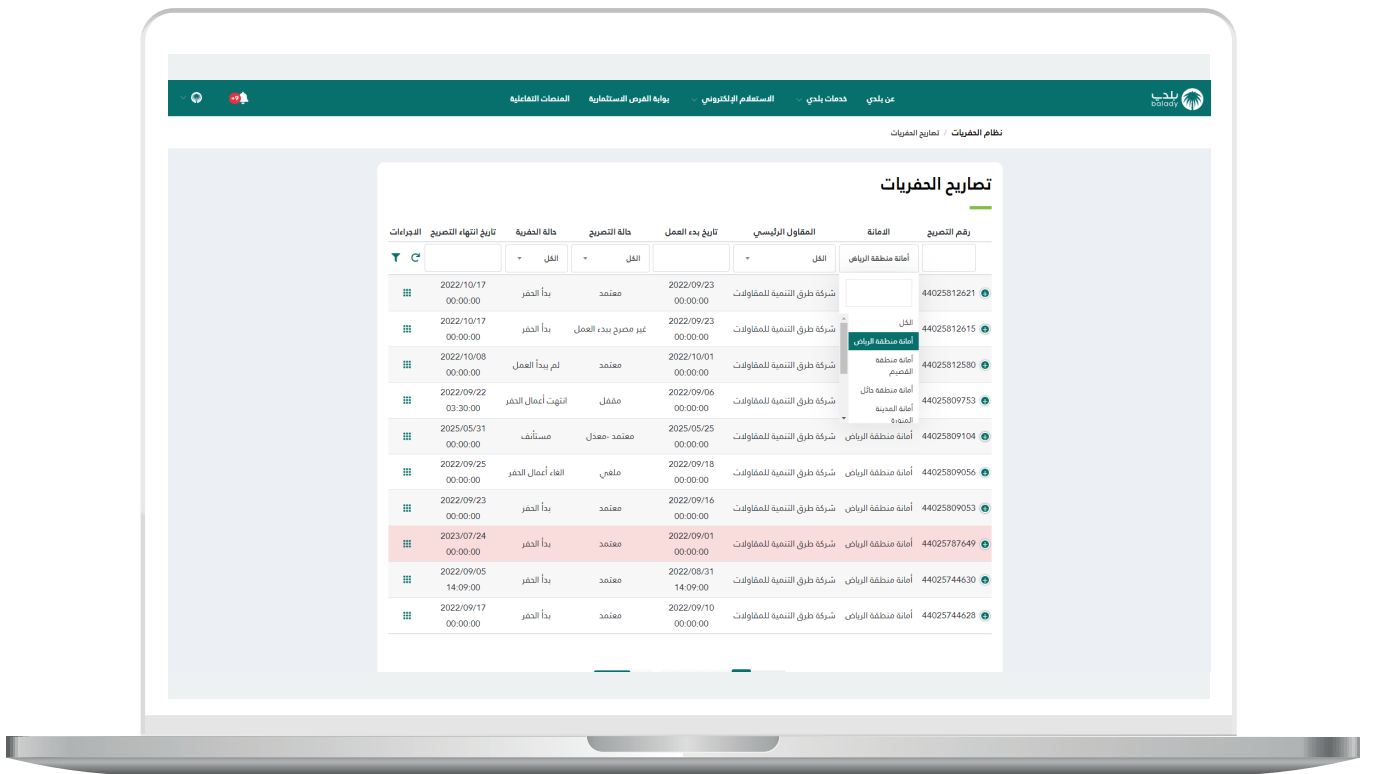 بلدي
balady
عن بلدي
خدمات بلدي
الاستعلام الإلكتروني
بوابة الفرص الاستثمارية
المنصات التفاعلية
+9
نظام الحفريات / تصاريح الحفريات
تصاريح الحفريات
رقم التصريح الامانة المقاول الرئيسي تاريخ بدء العمل حالة التصريح حالة الحفرية تاريخ انتهاء التصريح الاجراءات
أمانة منطقة الرياض الكل الكل الكل
الكل
أمانة منطقة الرياض
أمانة منطقة
القصيم
أمانة منطقة حائل
أمانة المدينة
المنورة
44025812621 شركة طرق التنمية للمقاولات 2022/09/23 00:00:00 معتمد بدأ الحفر 2022/10/17 00:00:00
44025812615 شركة طرق التنمية للمقاولات 2022/09/23 00:00:00 غير مصرح ببدء العمل بدأ الحفر 2022/10/17 00:00:00
44025812580 شركة طرق التنمية للمقاولات 2022/10/01 00:00:00 معتمد لم يبدأ العمل 2022/10/08 00:00:00
44025809753 شركة طرق التنمية للمقاولات 2022/09/06 00:00:00 مقفل انتهت أعمال الحفر 2022/09/22 03:30:00
44025809104 أمانة منطقة الرياض شركة طرق التنمية للمقاولات 2025/05/25 00:00:00 معتمد -معدل مستأنف 2025/05/31 00:00:00
44025809056 أمانة منطقة الرياض شركة طرق التنمية للمقاولات 2022/09/18 00:00:00 ملغي الغاء أعمال الحفر 2022/09/25 00:00:00
44025809053 أمانة منطقة الرياض شركة طرق التنمية للمقاولات 2022/09/16 00:00:00 معتمد بدأ الحفر 2022/09/23 00:00:00
44025787649 أمانة منطقة الرياض شركة طرق التنمية للمقاولات 2022/09/01 00:00:00 معتمد بدأ الحفر 2023/07/24 00:00:00
44025744630 أمانة منطقة الرياض شركة طرق التنمية للمقاولات 2022/08/31 14:09:00 معتمد بدأ الحفر 2022/09/05 14:09:00
44025744628 أمانة منطقة الرياض شركة طرق التنمية للمقاولات 2022/09/10 00:00:00 معتمد بدأ الحفر 2022/09/17 00:00:00